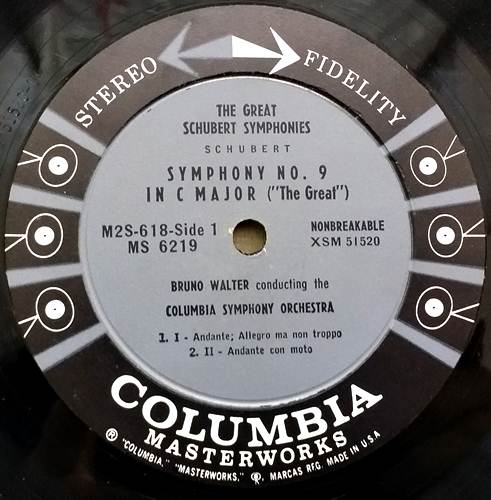 STEREO FIDELITY
THE GREAT
SCHUBERT SYMPHONIES
SCHUBERT
SYMPHONY NO. 9
IN C MAJOR ("The Great")
M2S-618-Side 1
MS 6219
NONBREAKABLE
XSM 51520
BRUNO WALTER conducting the
COLUMBIA SYMPHONY ORCHESTRA
1. I - Andante; Allegro ma non troppo
2. II - Andante con moto
COLUMBIA
MASTERWORKS
® "COLUMBIA," "MASTERWORKS," MARCAS REG. MADE IN U.S.A.